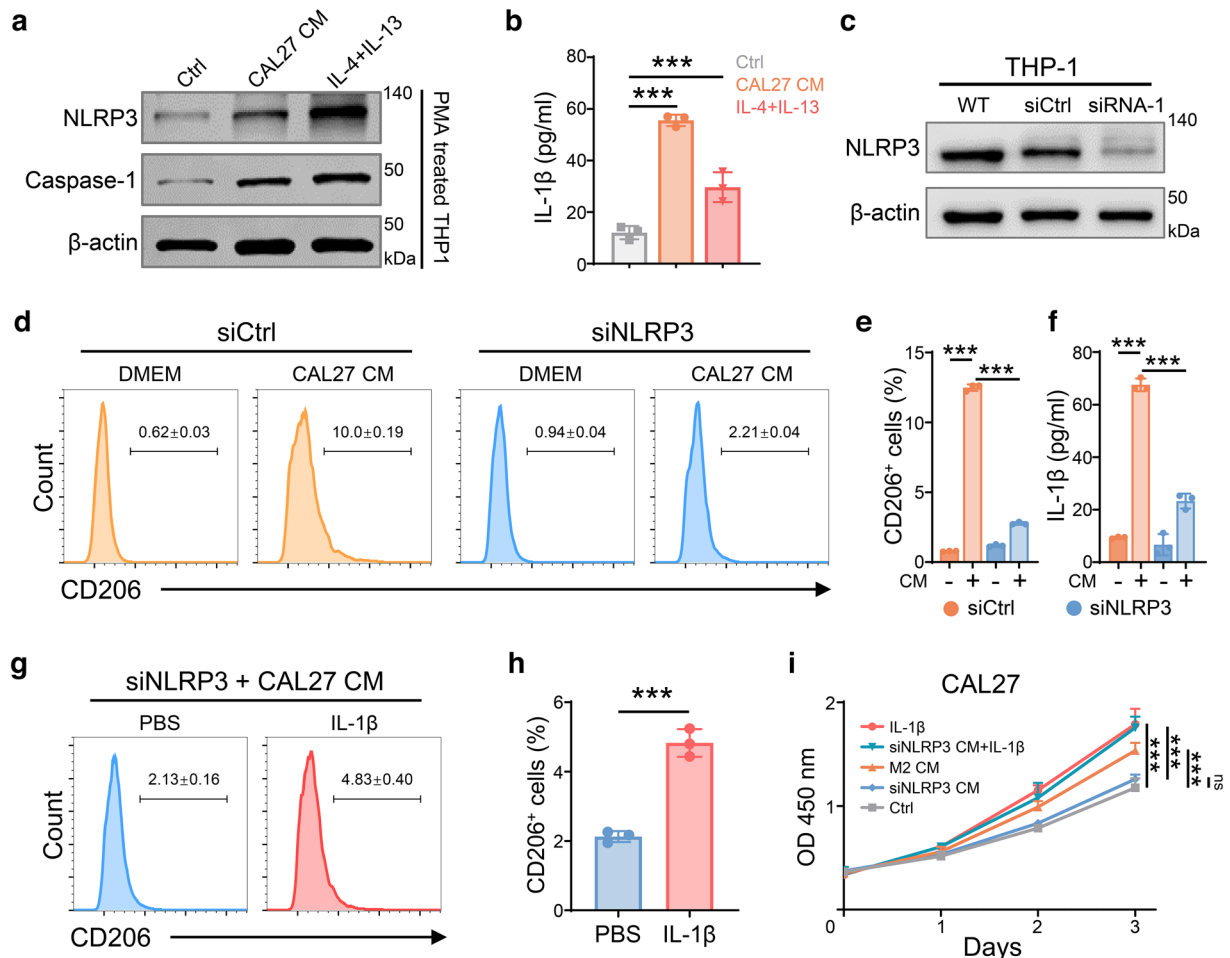 a
Ctrl
CAL27 CM
IL-4+IL-13
NLRP3
140
Caspase-1
50
β-actin
50
kDa
PMA treated THP1
b
IL-1β (pg/ml)
80
60
40
20
0
***
***
Ctrl
CAL27 CM
IL-4+IL-13
c
THP-1
WT siCtrl siRNA-1
NLRP3
140
β-actin
50
kDa
d
siCtrl
siNLRP3
DMEM
CAL27 CM
DMEM
CAL27 CM
0.62±0.03
10.0±0.19
0.94±0.04
2.21±0.04
Count
CD206
e
CD206+ cells (%)
15
10
5
0
***
***
CM - + - +
f
IL-1β (pg/ml)
80
60
40
20
0
***
***
CM - + - +
siCtrl
siNLRP3
g
siNLRP3 + CAL27 CM
PBS
IL-1β
2.13±0.16
4.83±0.40
Count
CD206
h
CD206+ cells (%)
6
4
2
0
***
PBS IL-1β
i
CAL27
OD 450 nm
2
1
IL-1β
siNLRP3 CM+IL-1β
M2 CM
siNLRP3 CM
Ctrl
***
***
***
ns
0 1 2 3
Days